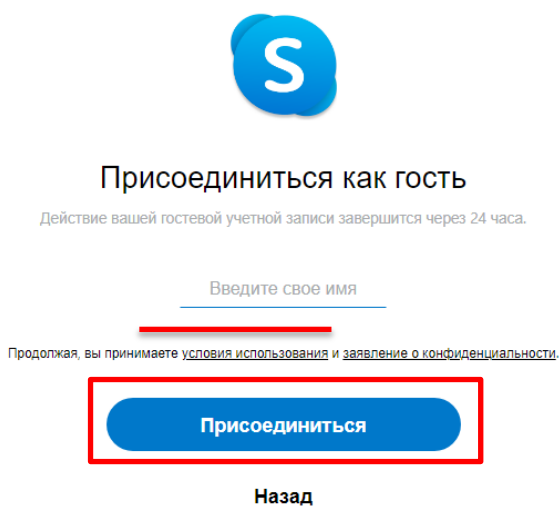 S
Присоединиться как гость
Действие вашей гостевой учетной записи завершится через 24 часа.
Введите свое имя
Продолжая, вы принимаете условия использования и заявление о конфиденциальности.
Присоединиться
Назад